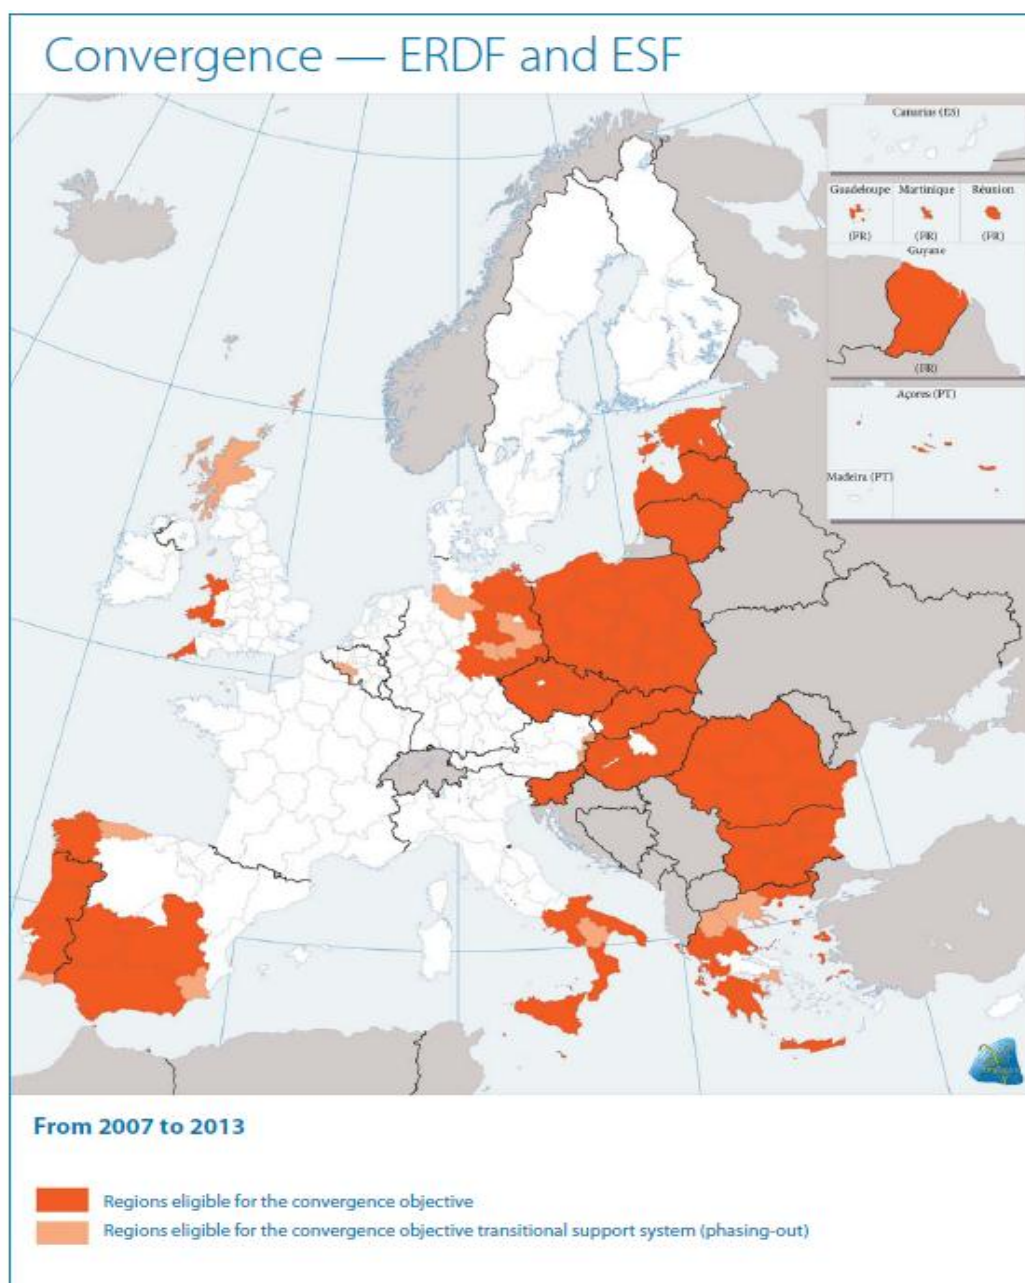 Convergence — ERDF and ESF
Canarias (ES)
Guadeloupe Martinique Réunion
(FR) (FR) (FR)
Guyane
(FR)
Açores (PT)
Madeira (PT)
From 2007 to 2013
Regions eligible for the convergence objective
Regions eligible for the convergence objective transitional support system (phasing-out)